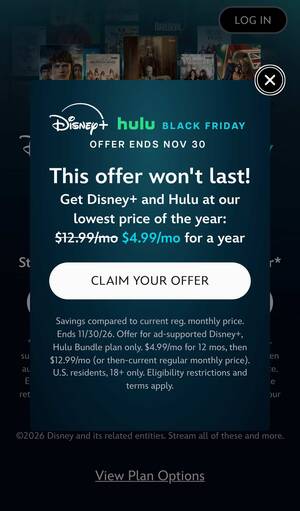 LOG IN
Disney+ hulu BLACK FRIDAY
OFFER ENDS NOV 30
This offer won't last!
Get Disney+ and Hulu at our
lowest price of the year:
$12.99/mo $4.99/mo for a year
CLAIM YOUR OFFER
Savings compared to current reg. monthly price.
Ends 11/30/26. Offer for ad-supported Disney+,
Hulu Bundle plan only. $4.99/mo for 12 mos, then
$12.99/mo (or then-current regular monthly price).
U.S. residents, 18+ only. Eligibility restrictions and
terms apply.
©2026 Disney and its related entities. Stream all of these and more.
View Plan Options